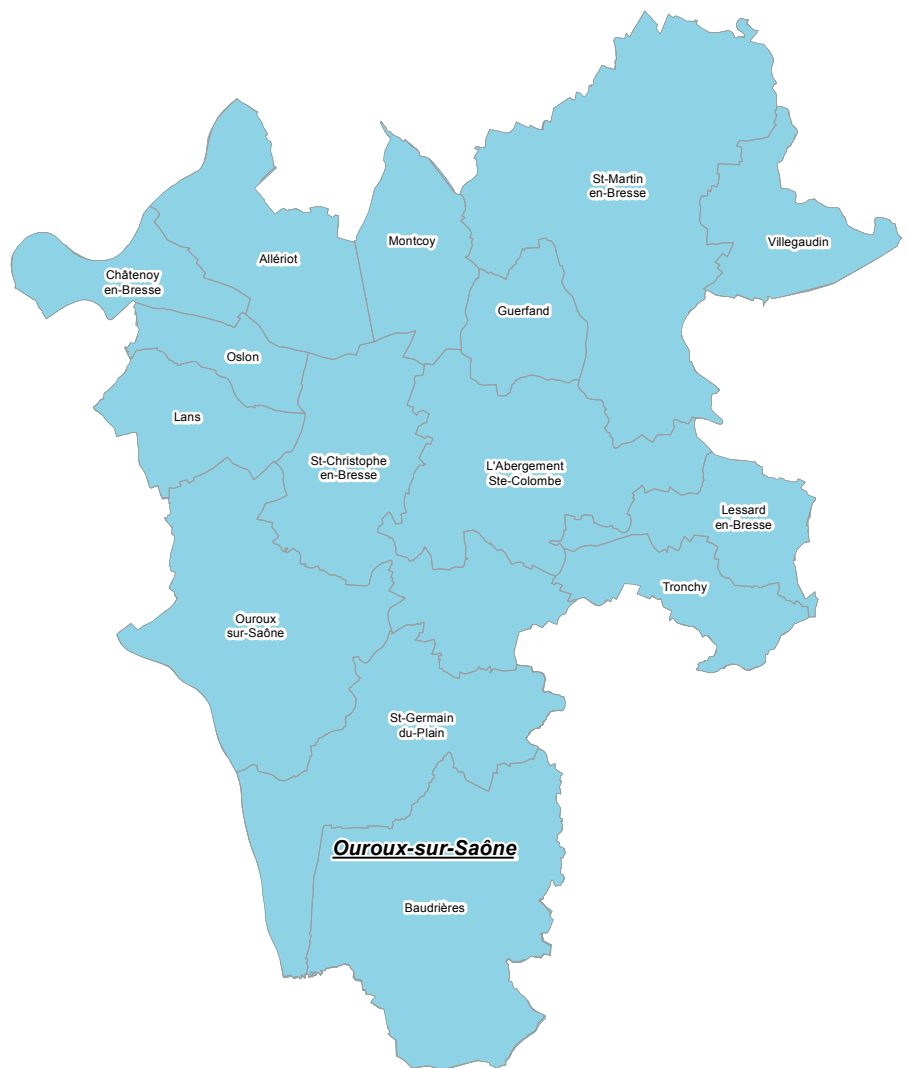 St-Martin
en-Bresse
Villegaudin
Montcoy
Allériot
Châtenoy
en-Bresse
Guerfand
Oslon
Lans
St-Christophe
en-Bresse
L'Abergement
Ste-Colombe
Lessard
en-Bresse
Tronchy
Ouroux
sur-Saône
St-Germain
du-Plain
Ouroux-sur-Saône
Baudrières